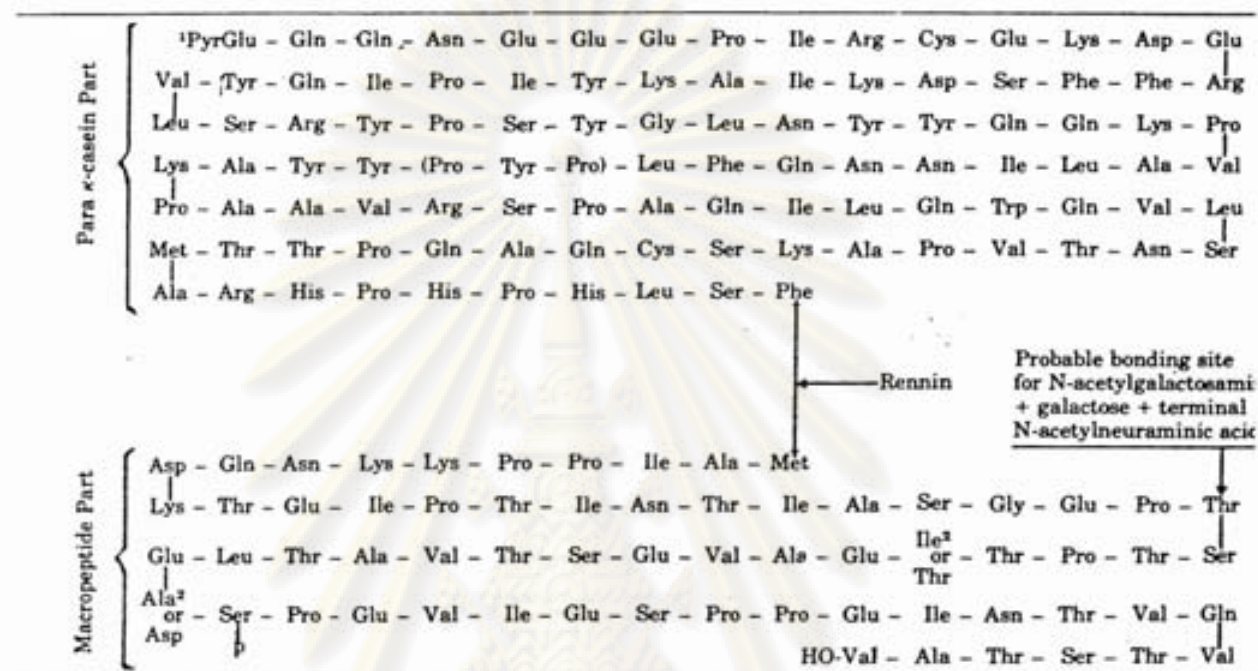 ¹PyrGlu – Gln – Gln – Asn – Glu – Glu – Glu – Pro – Ile – Arg – Cys – Glu – Lys – Asp – Glu
Val – Tyr – Gln – Ile – Pro – Ile – Tyr – Lys – Ala – Ile – Lys – Asp – Ser – Phe – Phe – Arg
Leu – Ser – Arg – Tyr – Pro – Ser – Tyr – Gly – Leu – Asn – Tyr – Tyr – Gln – Gln – Lys – Pro
Lys – Ala – Tyr – Tyr – (Pro – Tyr – Pro) – Leu – Phe – Gln – Asn – Asn – Ile – Leu – Ala – Val
Pro – Ala – Ala – Val – Arg – Ser – Pro – Ala – Gln – Ile – Leu – Gln – Trp – Gln – Val – Leu
Met – Thr – Thr – Pro – Gln – Ala – Gln – Cys – Ser – Lys – Ala – Pro – Val – Thr – Asn – Ser
Ala – Arg – His – Pro – His – Pro – His – Leu – Ser – Phe
Para κ-casein Part
Rennin
Probable bonding site
for N-acetylgalactosami
+ galactose + terminal
N-acetylneuraminic acid
Asp – Gln – Asn – Lys – Lys – Pro – Pro – Ile – Ala – Met
Lys – Thr – Glu – Ile – Pro – Thr – Ile – Asn – Thr – Ile – Ala – Ser – Gly – Glu – Pro – Thr
Glu – Leu – Thr – Ala – Val – Thr – Ser – Glu – Val – Ala – Glu – Ile² or Thr – Thr – Pro – Thr – Ser
Ala² or Asp – Ser – Pro – Glu – Val – Ile – Glu – Ser – Pro – Pro – Glu – Ile – Asn – Thr – Val – Gln
P
HO-Val – Ala – Thr – Ser – Thr – Val
Macropeptide Part